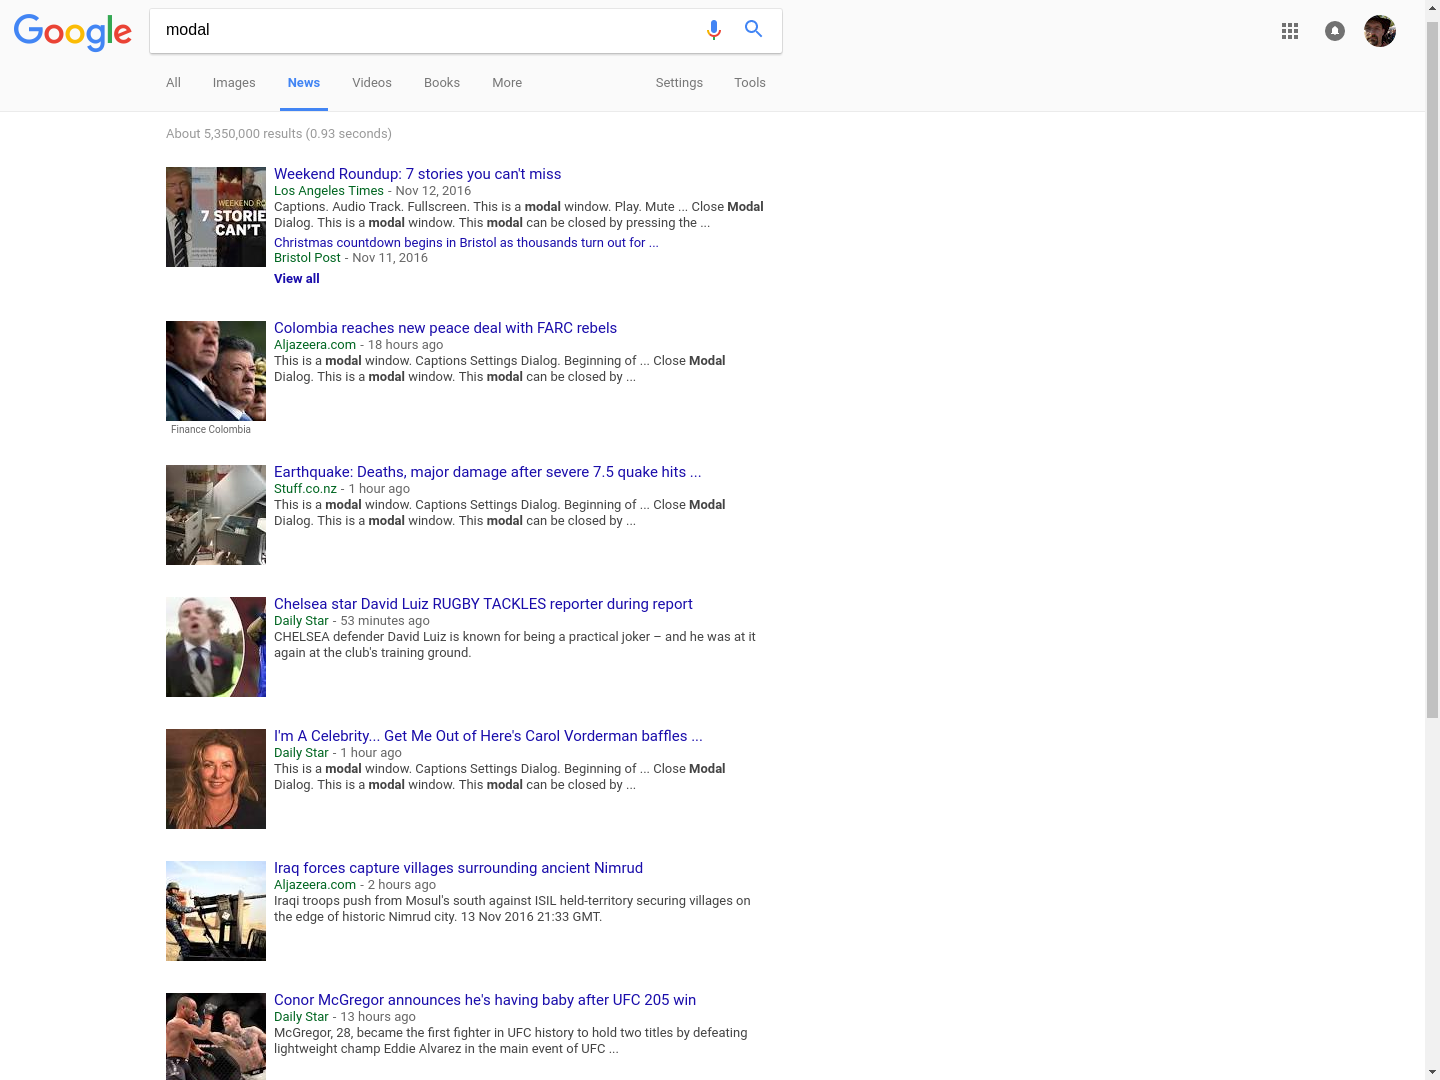 Google
modal
All Images News Videos Books More Settings Tools
About 5,350,000 results (0.93 seconds)
WEEKEND RO
7 STORIE
CAN'T
Weekend Roundup: 7 stories you can't miss
Los Angeles Times - Nov 12, 2016
Captions. Audio Track. Fullscreen. This is a modal window. Play. Mute ... Close Modal
Dialog. This is a modal window. This modal can be closed by pressing the ...
Christmas countdown begins in Bristol as thousands turn out for ...
Bristol Post - Nov 11, 2016
View all
Colombia reaches new peace deal with FARC rebels
Aljazeera.com - 18 hours ago
This is a modal window. Captions Settings Dialog. Beginning of ... Close Modal
Dialog. This is a modal window. This modal can be closed by ...
Finance Colombia
Earthquake: Deaths, major damage after severe 7.5 quake hits ...
Stuff.co.nz - 1 hour ago
This is a modal window. Captions Settings Dialog. Beginning of ... Close Modal
Dialog. This is a modal window. This modal can be closed by ...
Chelsea star David Luiz RUGBY TACKLES reporter during report
Daily Star - 53 minutes ago
CHELSEA defender David Luiz is known for being a practical joker – and he was at it
again at the club's training ground.
I'm A Celebrity... Get Me Out of Here's Carol Vorderman baffles ...
Daily Star - 1 hour ago
This is a modal window. Captions Settings Dialog. Beginning of ... Close Modal
Dialog. This is a modal window. This modal can be closed by ...
Iraq forces capture villages surrounding ancient Nimrud
Aljazeera.com - 2 hours ago
Iraqi troops push from Mosul's south against ISIL held-territory securing villages on
the edge of historic Nimrud city. 13 Nov 2016 21:33 GMT.
Conor McGregor announces he's having baby after UFC 205 win
Daily Star - 13 hours ago
McGregor, 28, became the first fighter in UFC history to hold two titles by defeating
lightweight champ Eddie Alvarez in the main event of UFC ...